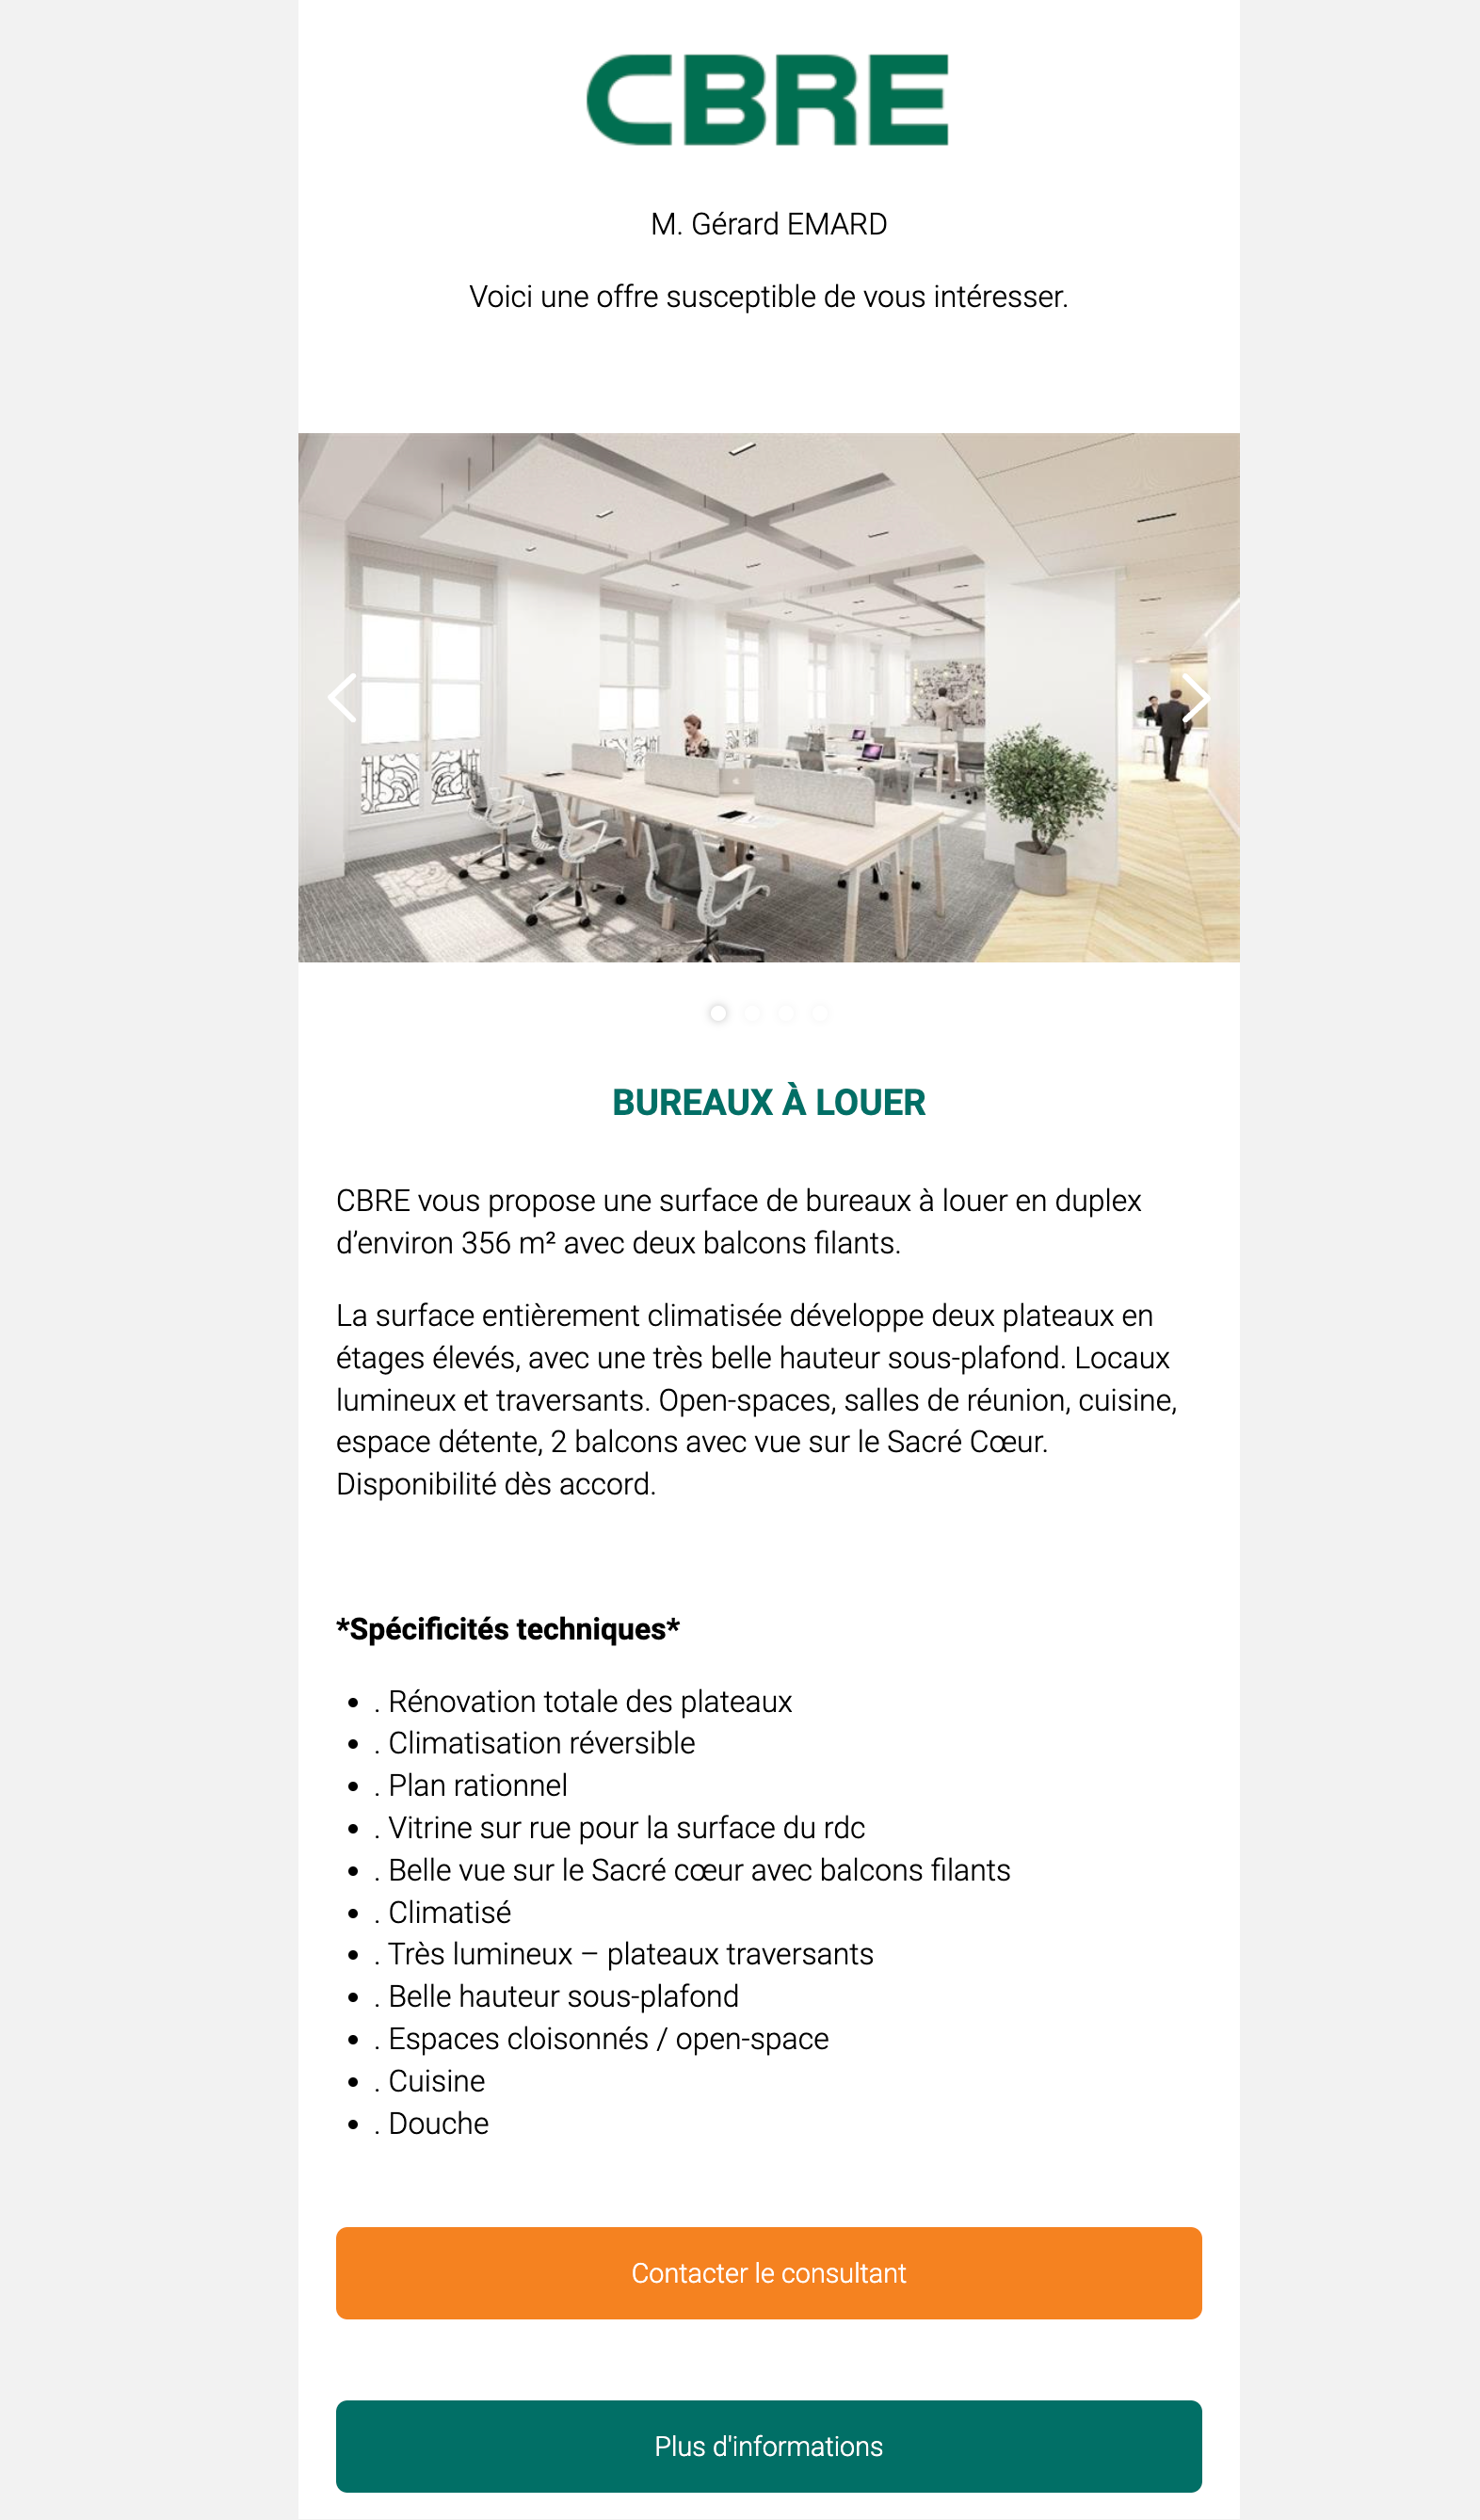 CBRE
M. Gérard EMARD
Voici une offre susceptible de vous intéresser.
BUREAUX À LOUER
CBRE vous propose une surface de bureaux à louer en duplex
d’environ 356 m² avec deux balcons filants.
La surface entièrement climatisée développe deux plateaux en
étages élevés, avec une très belle hauteur sous-plafond. Locaux
lumineux et traversants. Open-spaces, salles de réunion, cuisine,
espace détente, 2 balcons avec vue sur le Sacré Cœur.
Disponibilité dès accord.
*Spécificités techniques*
• . Rénovation totale des plateaux
• . Climatisation réversible
• . Plan rationnel
• . Vitrine sur rue pour la surface du rdc
• . Belle vue sur le Sacré cœur avec balcons filants
• . Climatisé
• . Très lumineux – plateaux traversants
• . Belle hauteur sous-plafond
• . Espaces cloisonnés / open-space
• . Cuisine
• . Douche
Contacter le consultant
Plus d'informations